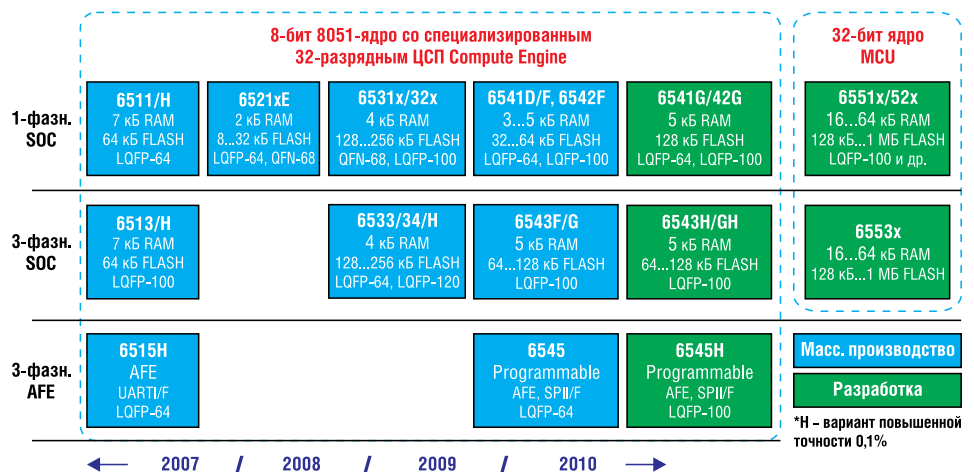 8-бит 8051-ядро со специализированным
32-разрядным ЦСП Compute Engine
32-бит ядро
MCU
1-фазн.
SOC
6511/H
7 кБ RAM
64 кБ FLASH
LQFP-64
6521xE
2 кБ RAM
8...32 кБ FLASH
LQFP-64, QFN-68
6531x/32x
4 кБ RAM
128...256 кБ FLASH
QFN-68, LQFP-100
6541D/F, 6542F
3...5 кБ RAM
32...64 кБ FLASH
LQFP-64, LQFP-100
6541G/42G
5 кБ RAM
128 кБ FLASH
LQFP-64, LQFP-100
6551x/52x
16...64 кБ RAM
128 кБ...1 МБ FLASH
LQFP-100 и др.
3-фазн.
SOC
6513/H
7 кБ RAM
64 кБ FLASH
LQFP-100
6533/34/H
4 кБ RAM
128...256 кБ FLASH
LQFP-64, LQFP-120
6543F/G
5 кБ RAM
64...128 кБ FLASH
LQFP-100
6543H/GH
5 кБ RAM
64...128 кБ FLASH
LQFP-100
6553x
16...64 кБ RAM
128 кБ...1 МБ FLASH
3-фазн.
AFE
6515H
AFE
UARTI/F
LQFP-64
6545
Programmable
AFE, SPII/F
LQFP-64
6545H
Programmable
AFE, SPII/F
LQFP-100
Масс. производство
Разработка
*H – вариант повышенной
точности 0,1%
2007 / 2008 / 2009 / 2010